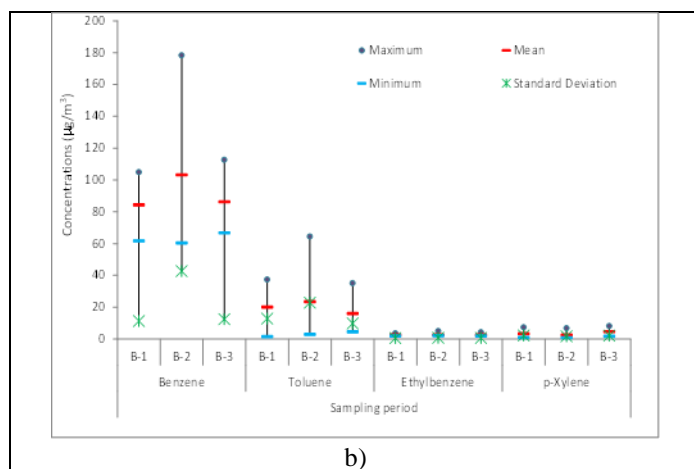 200
180
160
140
120
100
80
60
40
20
0
Concentrations (µg/m³)
Maximum
Mean
Minimum
Standard Deviation
B-1 B-2 B-3 B-1 B-2 B-3 B-1 B-2 B-3 B-1 B-2 B-3
Benzene Toluene Ethylbenzene p-Xylene
Sampling period
b)